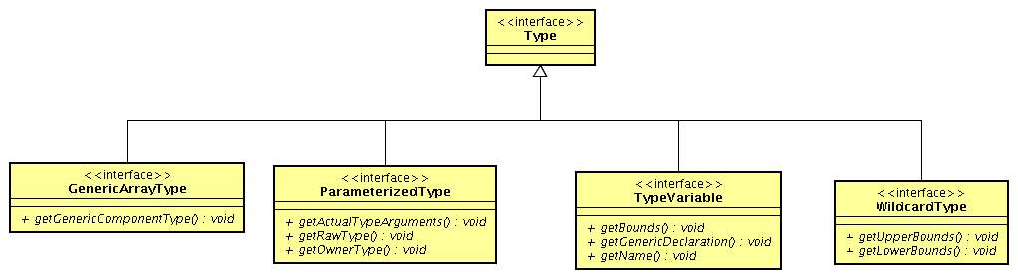 <<interface>>
Type
<<interface>>
GenericArrayType
+ getGenericComponentType() : void
<<interface>>
ParameterizedType
+ getActualTypeArguments() : void
+ getRawType() : void
+ getOwnerType() : void
<<interface>>
TypeVariable
+ getBounds() : void
+ getGenericDeclaration() : void
+ getName() : void
<<interface>>
WildcardType
+ getUpperBounds() : void
+ getLowerBounds() : void